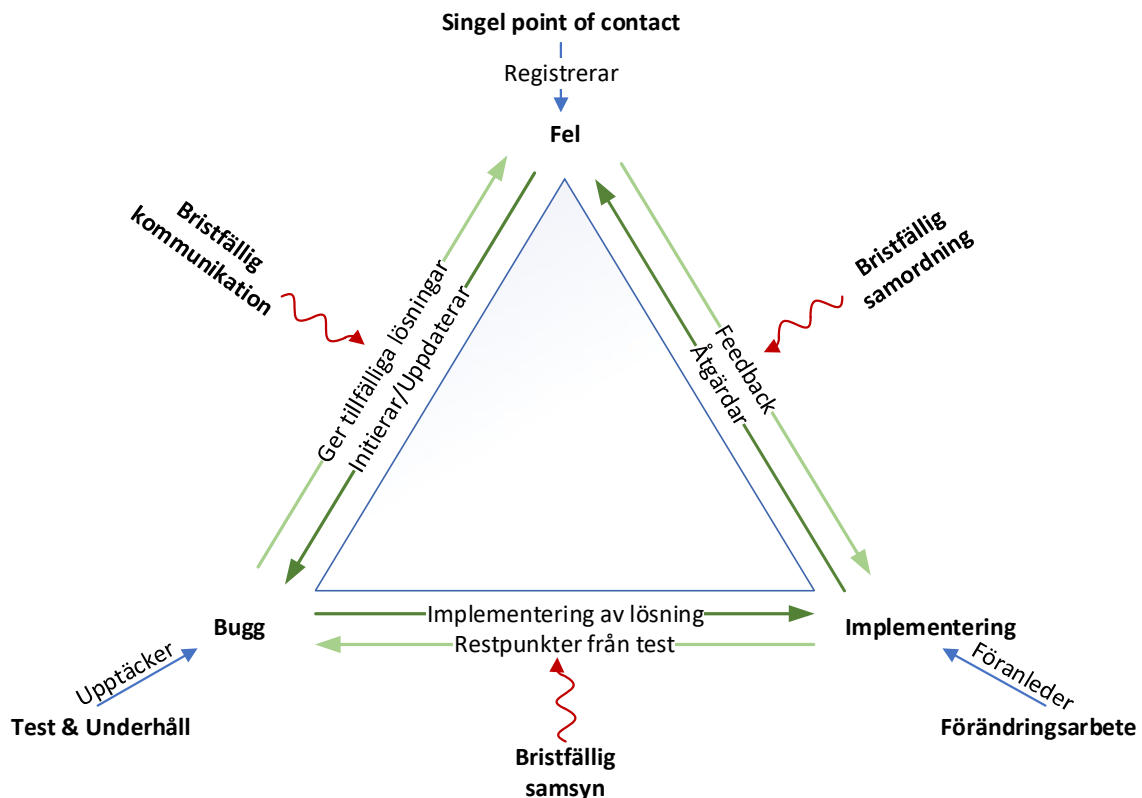 Singel point of contact
Registrerar
Fel
Bristfällig
kommunikation
Bristfällig
samordning
Ger tillfälliga lösningar
Initierar/Uppdaterar
Feedback
Åtgärdar
Bugg
Implementering av lösning
Implementering
Restpunkter från test
Upptäcker
Föranleder
Test & Underhåll
Förändringsarbete
Bristfällig
samsyn